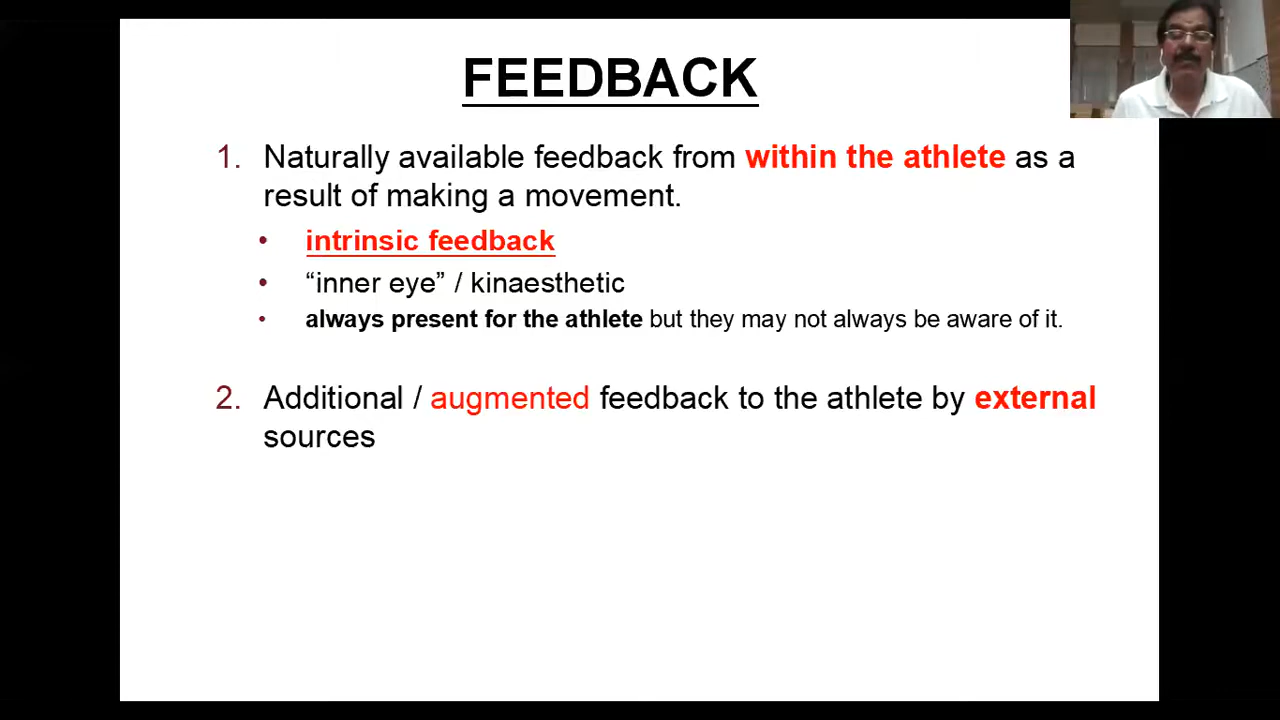 FEEDBACK
1. Naturally available feedback from within the athlete as a
result of making a movement.
• intrinsic feedback
• “inner eye” / kinaesthetic
• always present for the athlete but they may not always be aware of it.
2. Additional / augmented feedback to the athlete by external
sources